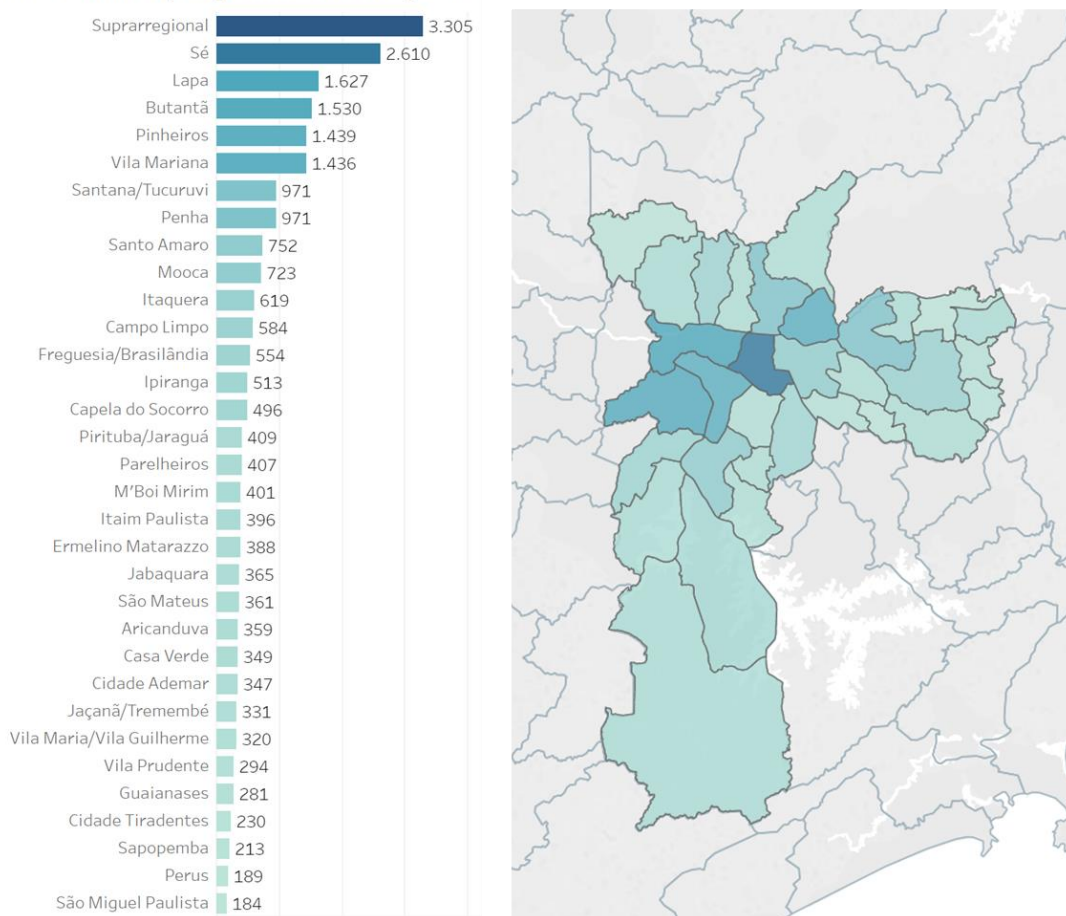 Suprarregional 3.305
Sé 2.610
Lapa 1.627
Butantã 1.530
Pinheiros 1.439
Vila Mariana 1.436
Santana/Tucuruvi 971
Penha 971
Santo Amaro 752
Mooca 723
Itaquera 619
Campo Limpo 584
Freguesia/Brasilândia 554
Ipiranga 513
Capela do Socorro 496
Pirituba/Jaraguá 409
Parelheiros 407
M'Boi Mirim 401
Itaim Paulista 396
Ermelino Matarazzo 388
Jabaquara 365
São Mateus 361
Aricanduva 359
Casa Verde 349
Cidade Ademar 347
Jaçanã/Tremembé 331
Vila Maria/Vila Guilherme 320
Vila Prudente 294
Guaianases 281
Cidade Tiradentes 230
Sapopemba 213
Perus 189
São Miguel Paulista 184